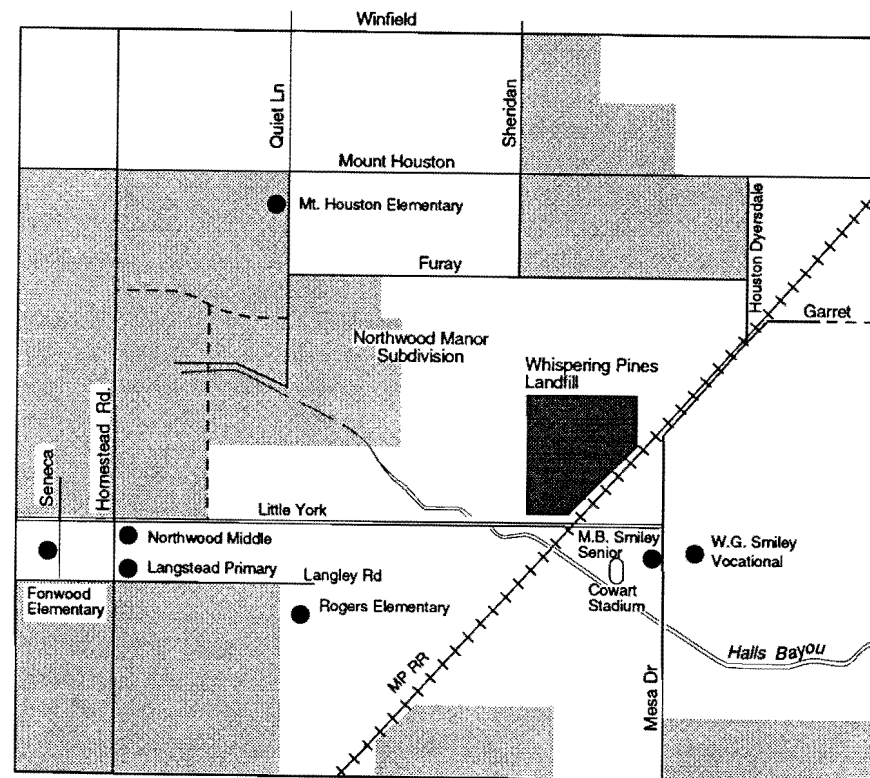 Winfield
Quiet Ln
Sheridan
Mount Houston
Mt. Houston Elementary
Houston Dyersdale
Furay
Garret
Northwood Manor
Subdivision
Whispering Pines
Landfill
Homestead Rd.
Seneca
Little York
Northwood Middle
M.B. Smiley
Senior
W.G. Smiley
Vocational
Langstead Primary
Langley Rd
Fonwood
Elementary
Cowart
Stadium
Rogers Elementary
Halls Bayou
MP RR
Mesa Dr